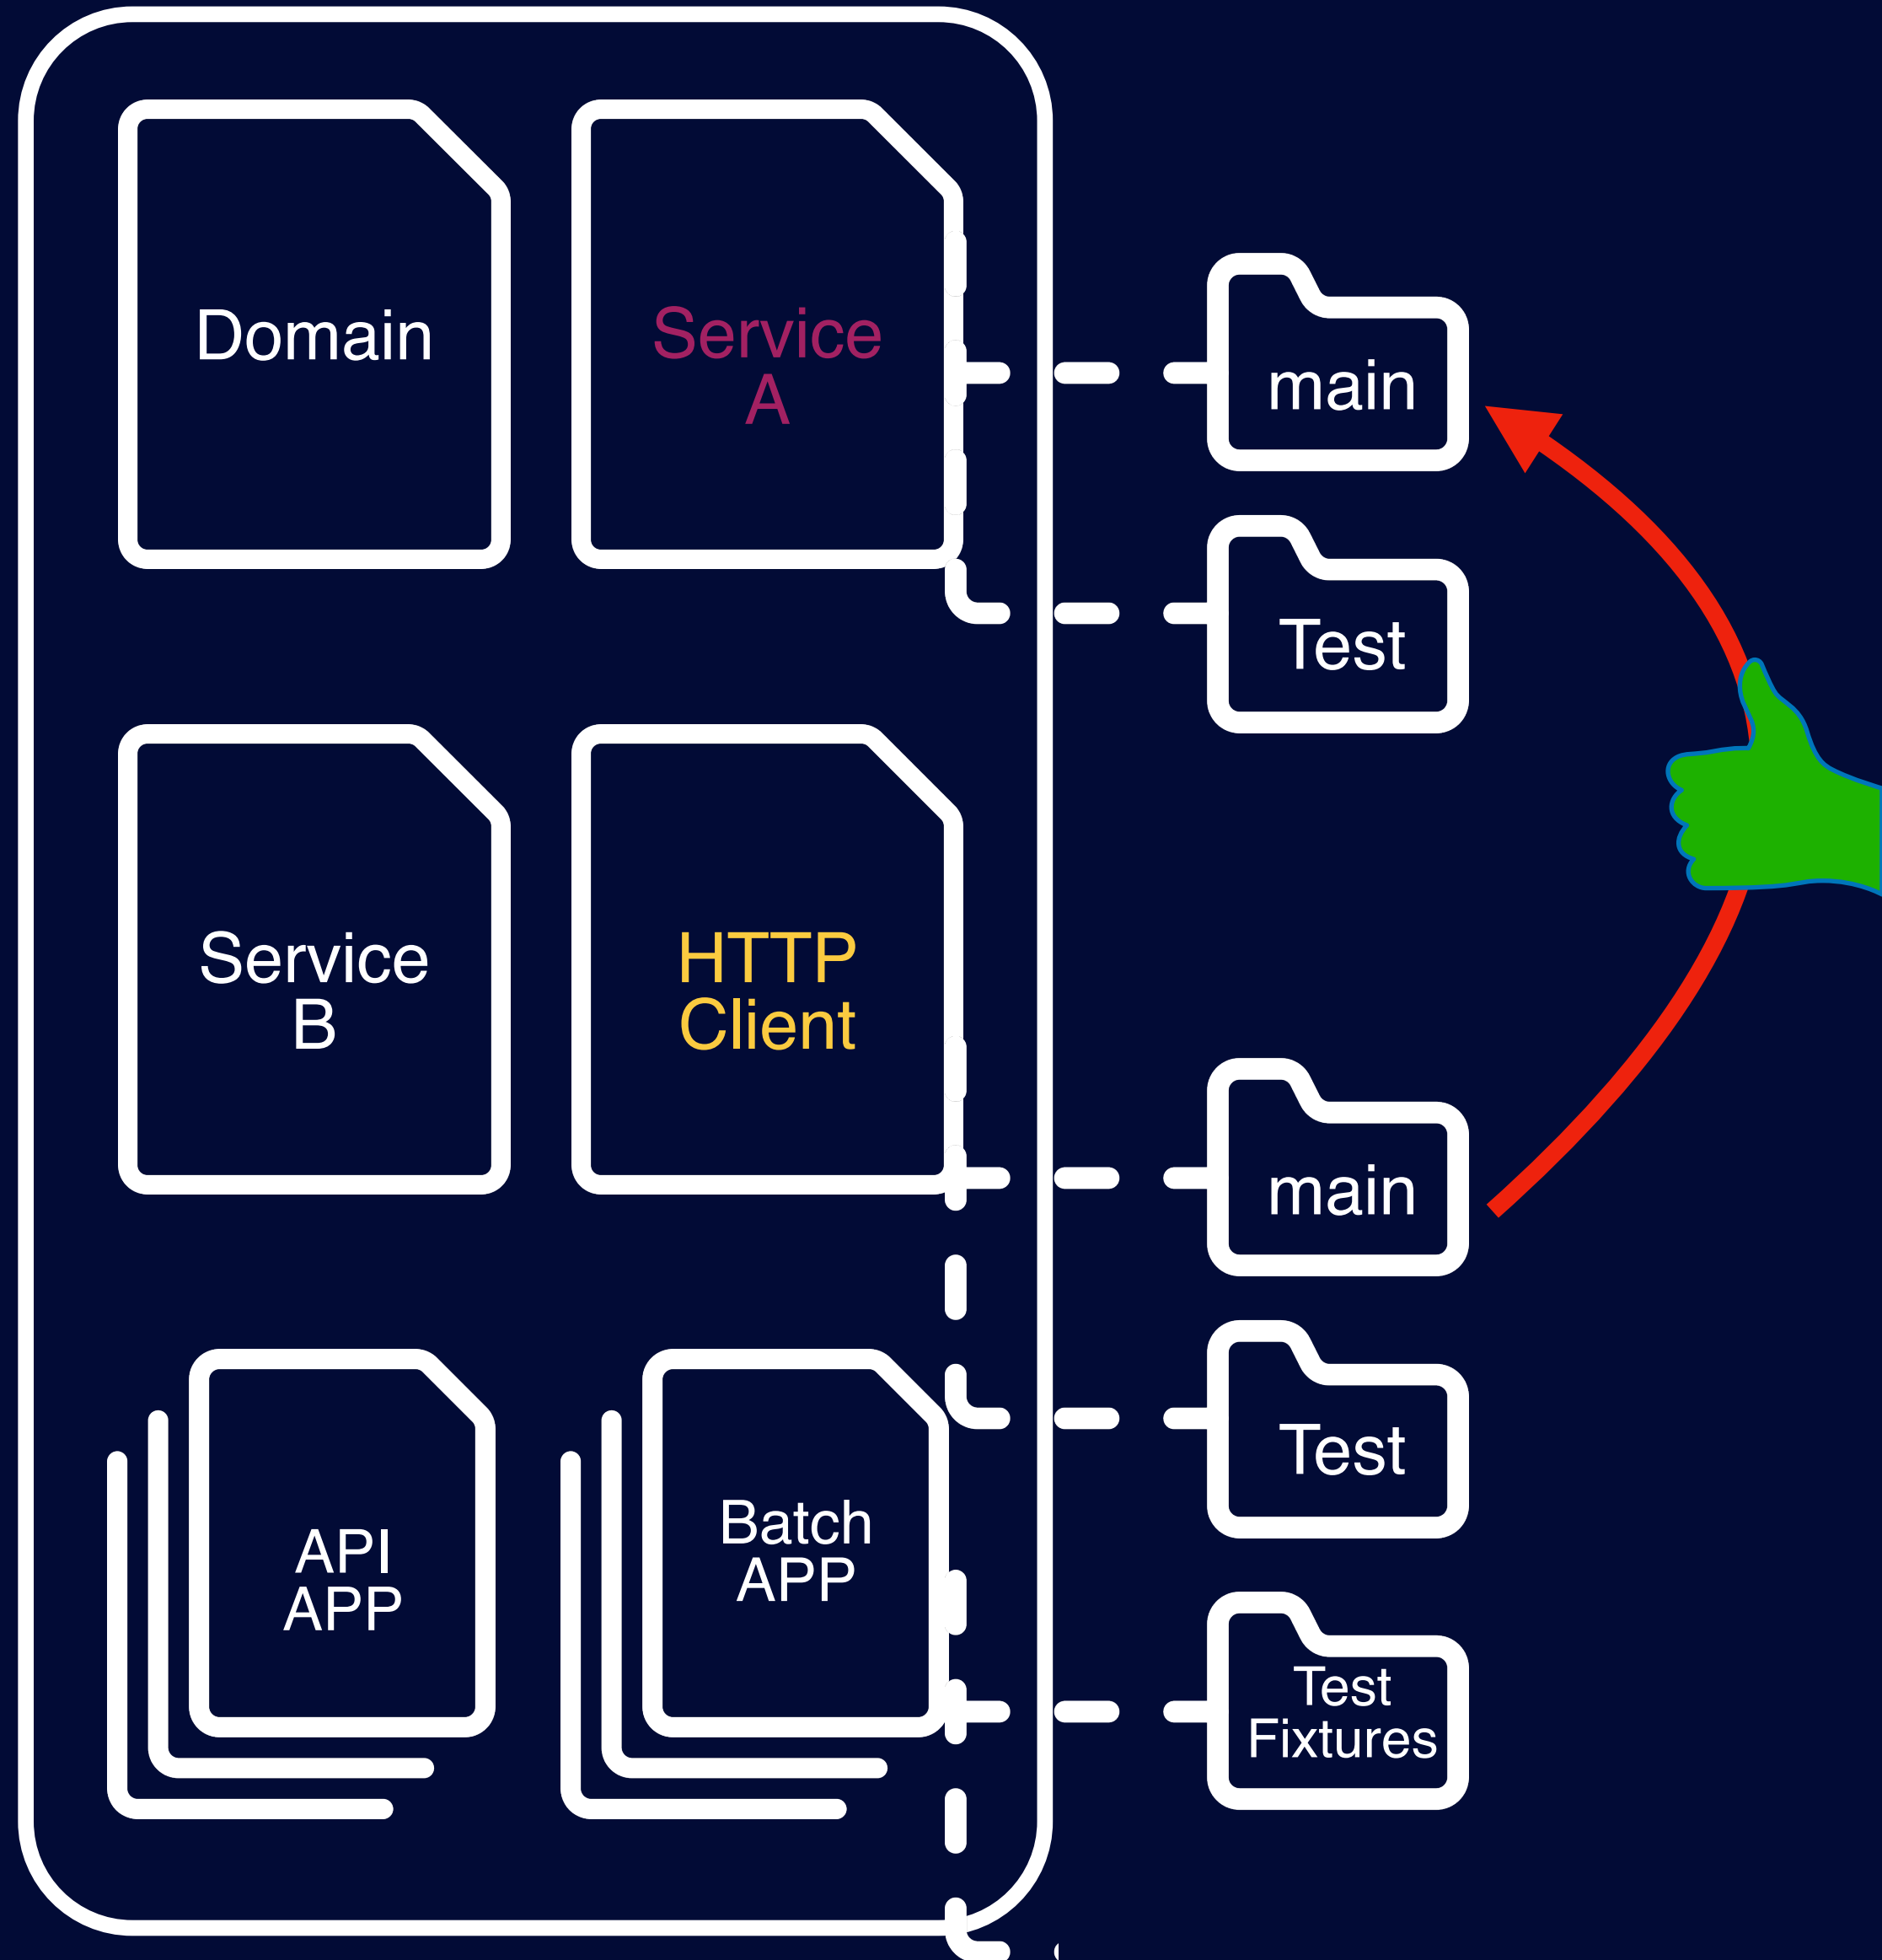 Domain
Service
A
main
Test
Service
B
HTTP
Client
main
Test
API
APP
Batch
APP
Test
Fixtures